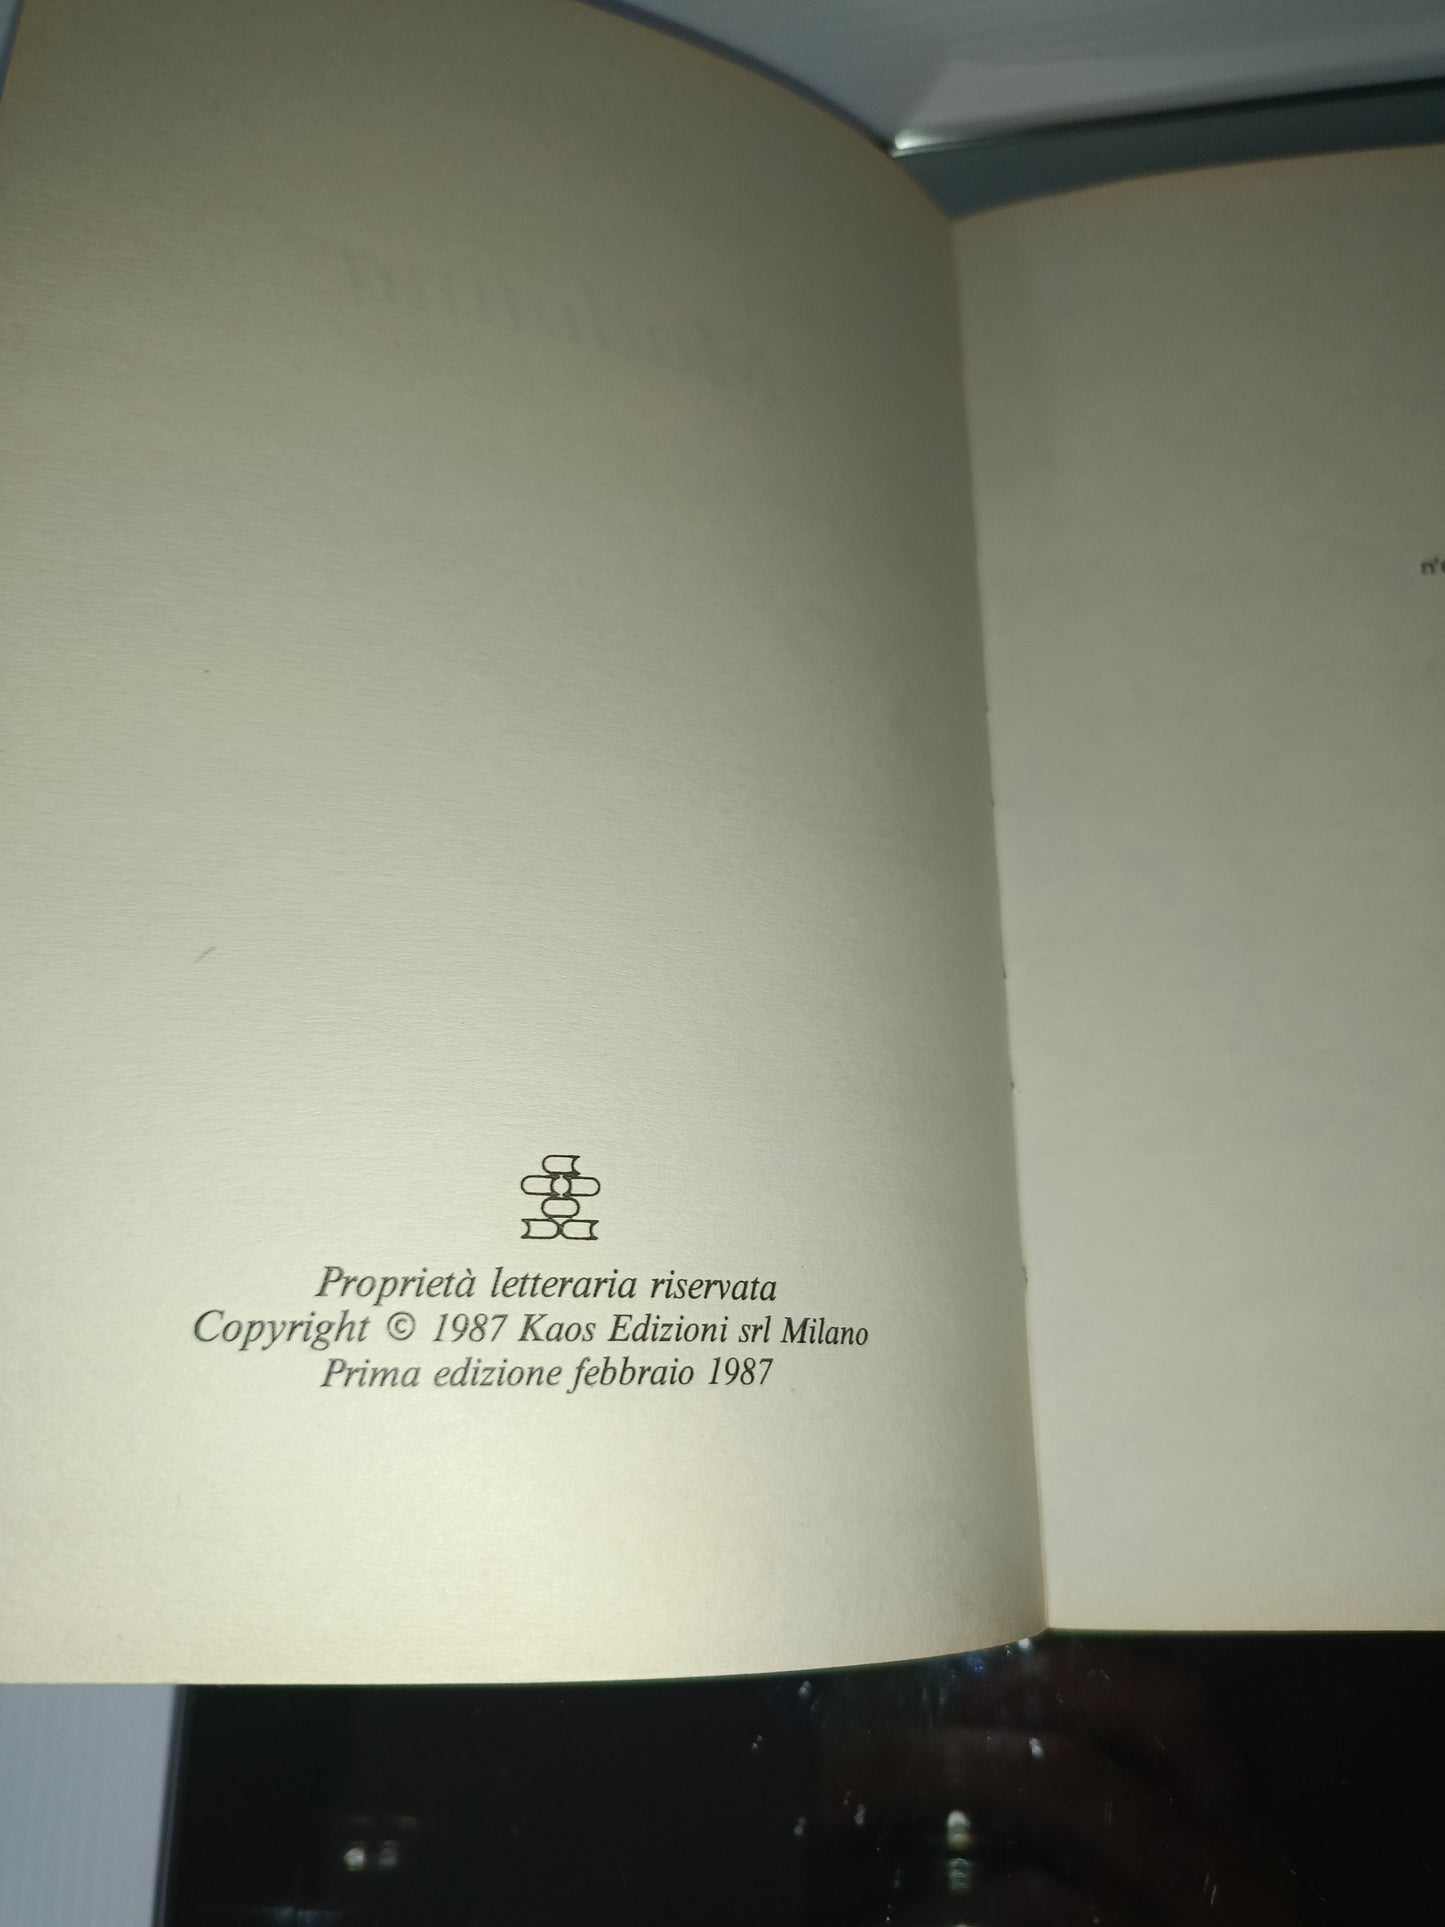 Proprietà letteraria riservata
Copyright © 1987 Kaos Edizioni srl Milano
Prima edizione febbraio 1987